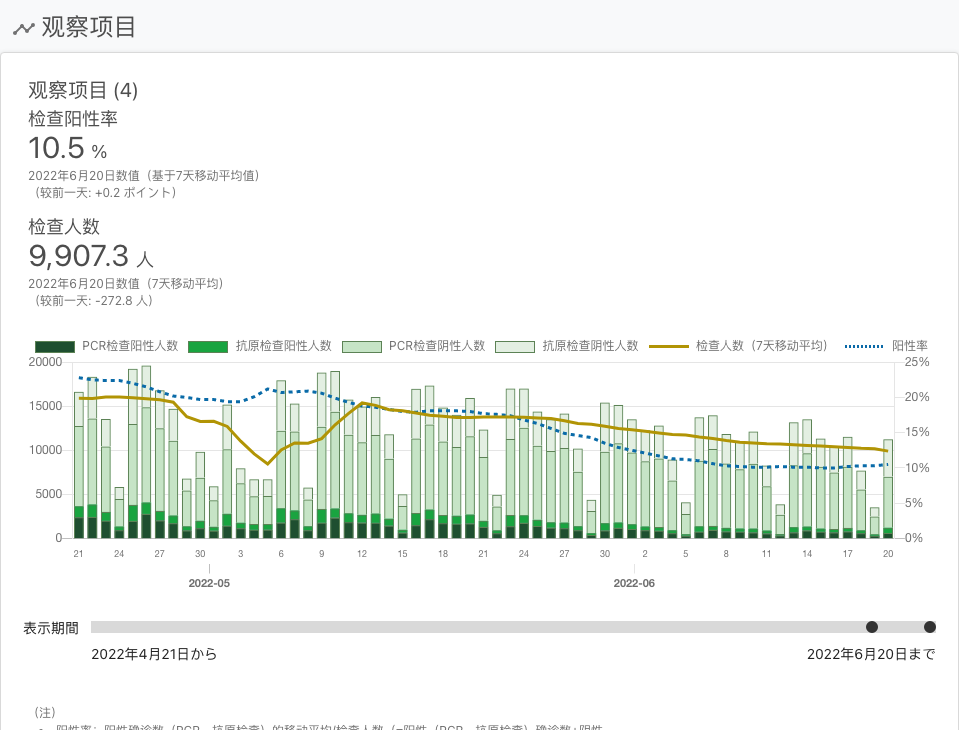 观察项目
观察项目 (4)
检查阳性率
10.5 %
2022年6月20日数值（基于7天移动平均值）
（较前一天: +0.2 ポイント）
检查人数
9,907.3 人
2022年6月20日数值（7天移动平均）
（较前一天: -272.8 人）
PCR检查阳性人数 抗原检查阳性人数 PCR检查阴性人数 抗原检查阴性人数 检查人数（7天移动平均） 阳性率
20000 25%
20%
15000
15%
10000
10%
5000
5%
0 0%
21 24 27 30 3 6 9 12 15 18 21 24 27 30 2 5 8 11 14 17 20
2022-05 2022-06
表示期間
2022年4月21日から 2022年6月20日まで
（注）